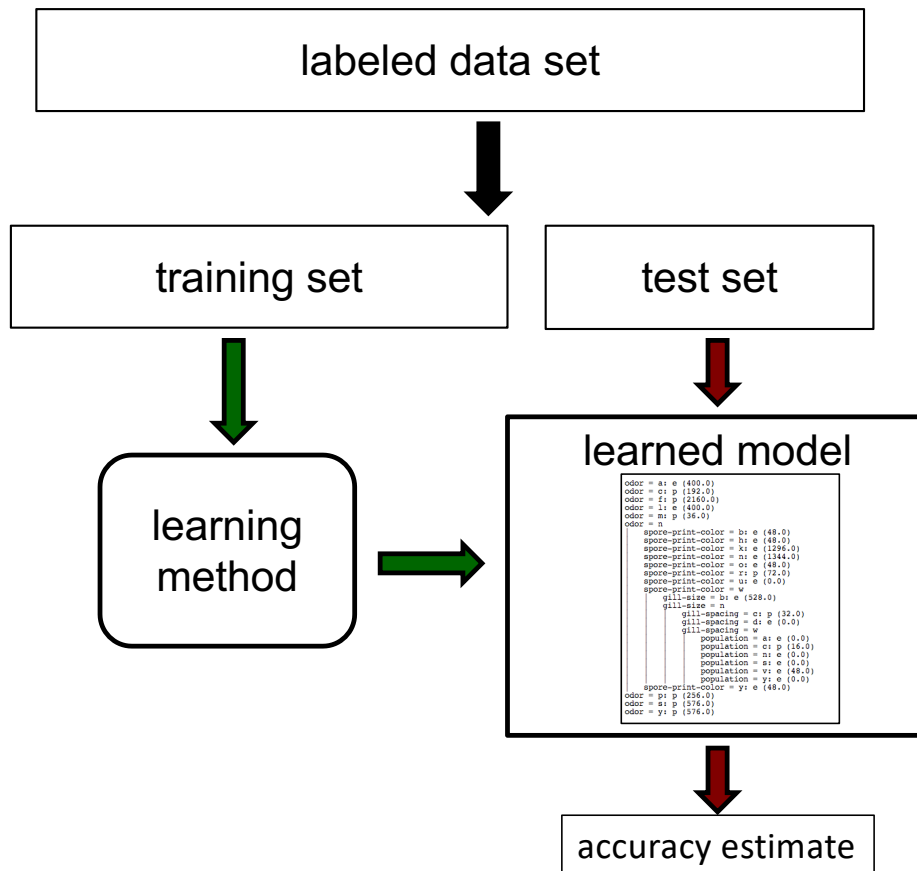 labeled data set
training set
test set
learning
method
learned model
odor = a: e (400.0)
odor = c: p (192.0)
odor = f: p (2160.0)
odor = l: e (400.0)
odor = m: p (36.0)
odor = n
|   spore-print-color = b: e (48.0)
|   spore-print-color = h: e (48.0)
|   spore-print-color = k: e (1296.0)
|   spore-print-color = n: e (1344.0)
|   spore-print-color = o: e (48.0)
|   spore-print-color = r: p (72.0)
|   spore-print-color = u: e (0.0)
|   spore-print-color = w
|   |   gill-size = b: e (528.0)
|   |   gill-size = n
|   |   |   gill-spacing = c: p (32.0)
|   |   |   gill-spacing = d: e (0.0)
|   |   |   gill-spacing = w
|   |   |   |   population = a: e (0.0)
|   |   |   |   population = c: p (16.0)
|   |   |   |   population = n: e (0.0)
|   |   |   |   population = s: e (0.0)
|   |   |   |   population = v: e (48.0)
|   |   |   |   population = y: e (0.0)
|   spore-print-color = y: e (48.0)
odor = p: p (256.0)
odor = s: p (576.0)
odor = y: p (576.0)
accuracy estimate